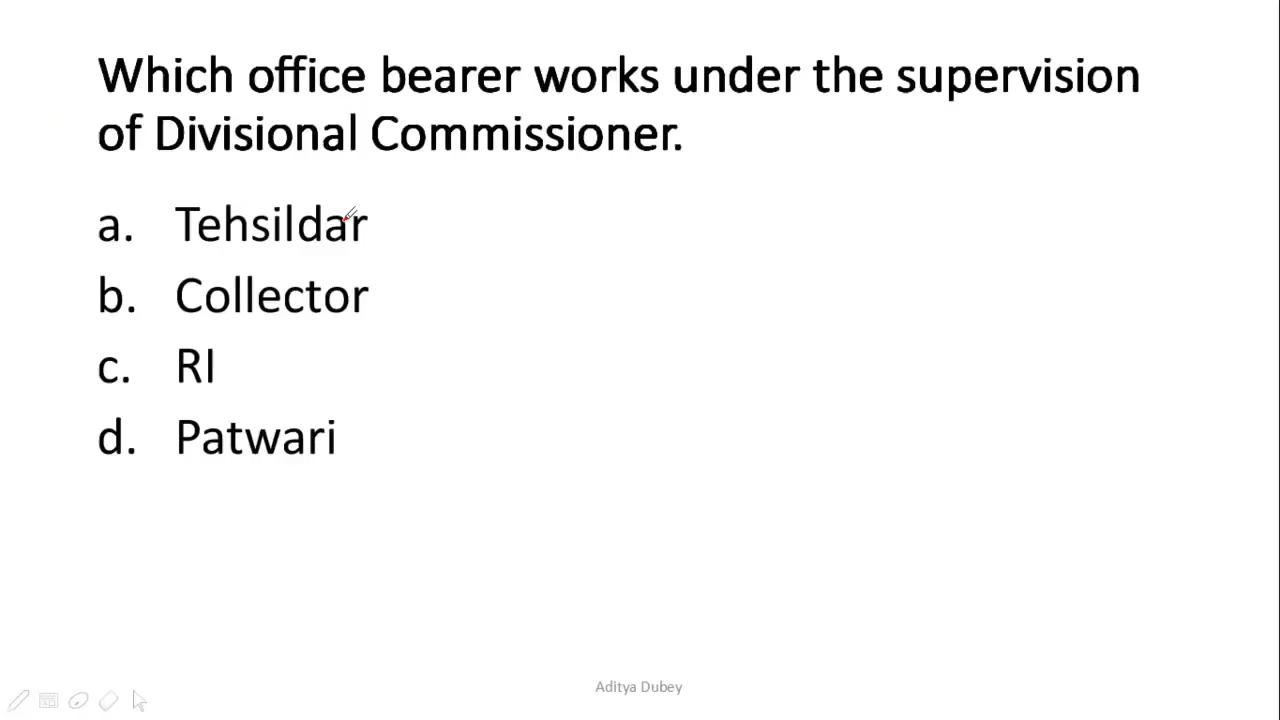 Which office bearer works under the supervision
of Divisional Commissioner.
a. Tehsildar
b. Collector
c. RI
d. Patwari
Aditya Dubey